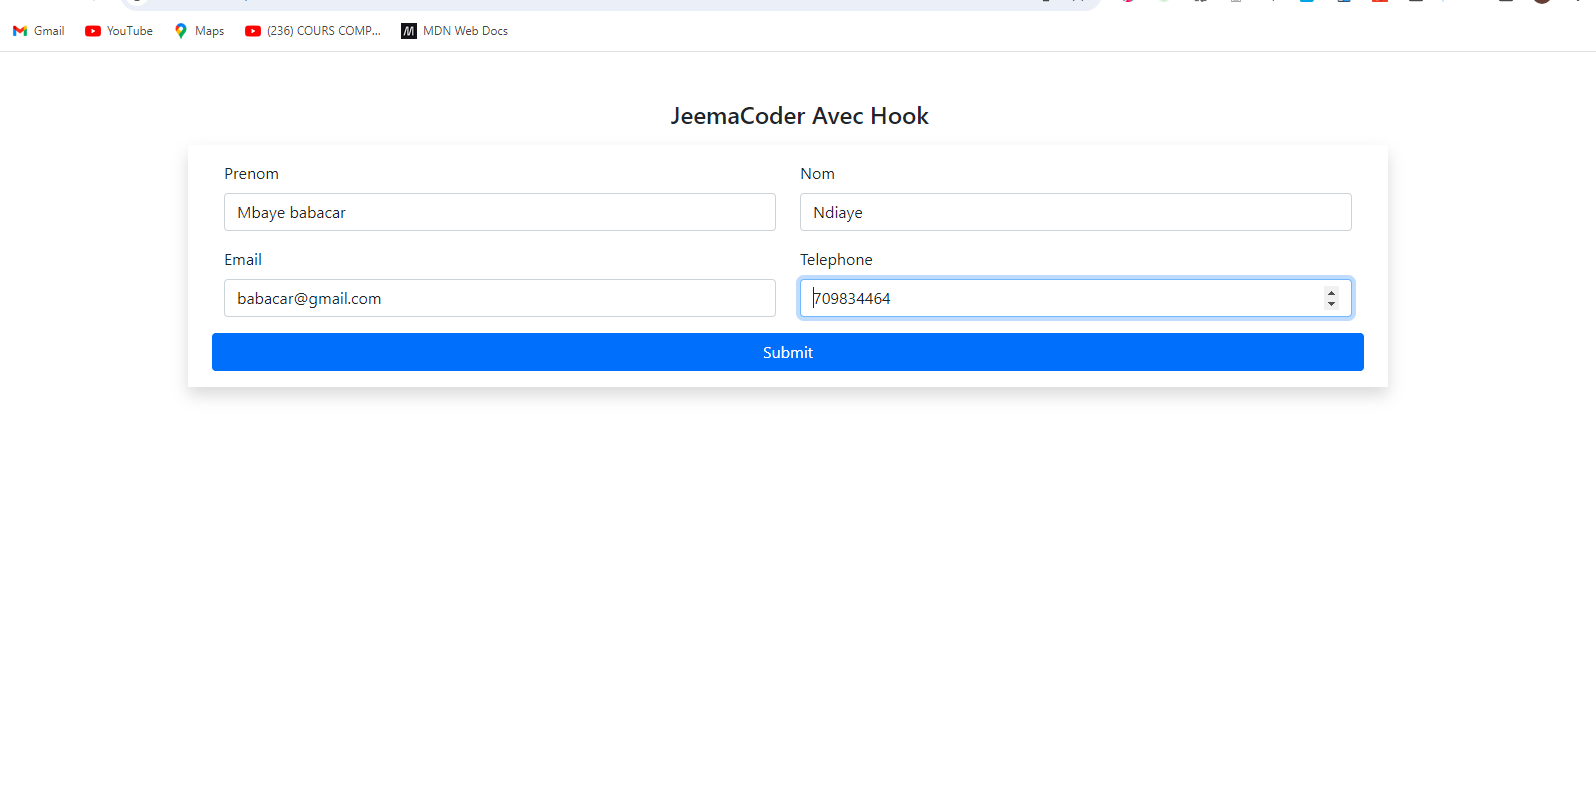 Gmail YouTube Maps (236) COURS COMP... MDN Web Docs
JeemaCoder Avec Hook
Prenom Nom
Mbaye babacar Ndiaye
Email Telephone
babacar@gmail.com 709834464
Submit